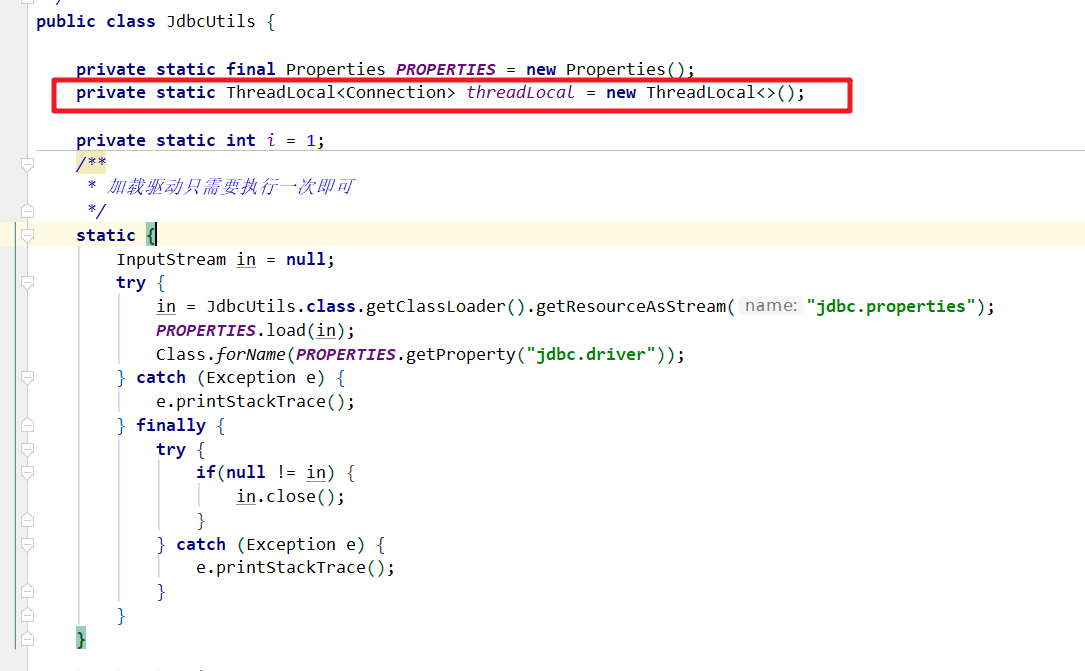 public class JdbcUtils {
private static final Properties PROPERTIES = new Properties();
private static ThreadLocal<Connection> threadLocal = new ThreadLocal<>();
private static int i = 1;
/**
* 加载驱动只需要执行一次即可
*/
static {
InputStream in = null;
try {
in = JdbcUtils.class.getClassLoader().getResourceAsStream( name: "jdbc.properties");
PROPERTIES.load(in);
Class.forName(PROPERTIES.getProperty("jdbc.driver"));
} catch (Exception e) {
e.printStackTrace();
} finally {
try {
if(null != in) {
in.close();
}
} catch (Exception e) {
e.printStackTrace();
}
}
}